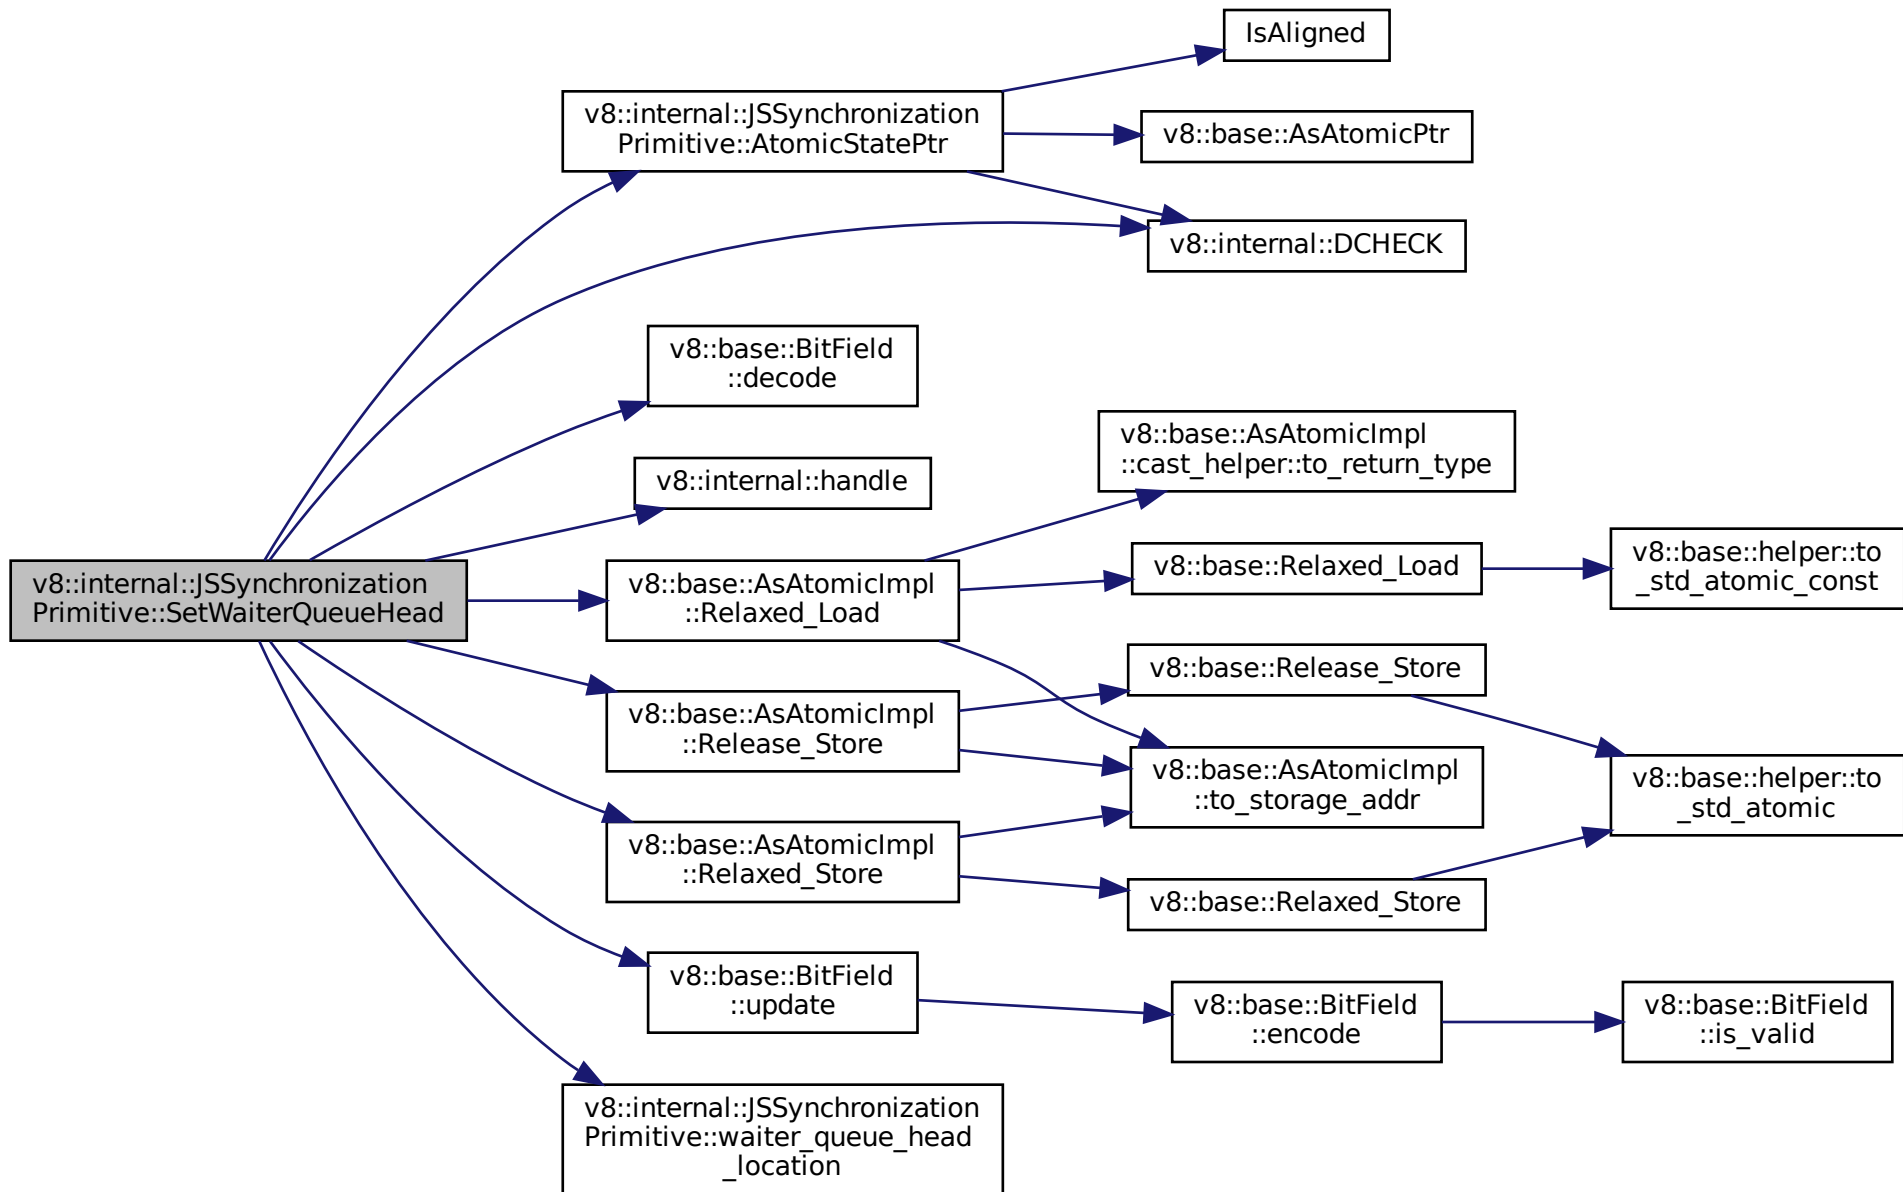 IsAligned
v8::internal::JSSynchronization
Primitive::AtomicStatePtr
v8::base::AsAtomicPtr
v8::internal::DCHECK
v8::base::BitField
::decode
v8::base::AsAtomicImpl
::cast_helper::to_return_type
v8::internal::handle
v8::internal::JSSynchronization
Primitive::SetWaiterQueueHead
v8::base::AsAtomicImpl
::Relaxed_Load
v8::base::Relaxed_Load
v8::base::helper::to
_std_atomic_const
v8::base::AsAtomicImpl
::Release_Store
v8::base::Release_Store
v8::base::AsAtomicImpl
::to_storage_addr
v8::base::helper::to
_std_atomic
v8::base::AsAtomicImpl
::Relaxed_Store
v8::base::Relaxed_Store
v8::base::BitField
::update
v8::base::BitField
::encode
v8::base::BitField
::is_valid
v8::internal::JSSynchronization
Primitive::waiter_queue_head
_location